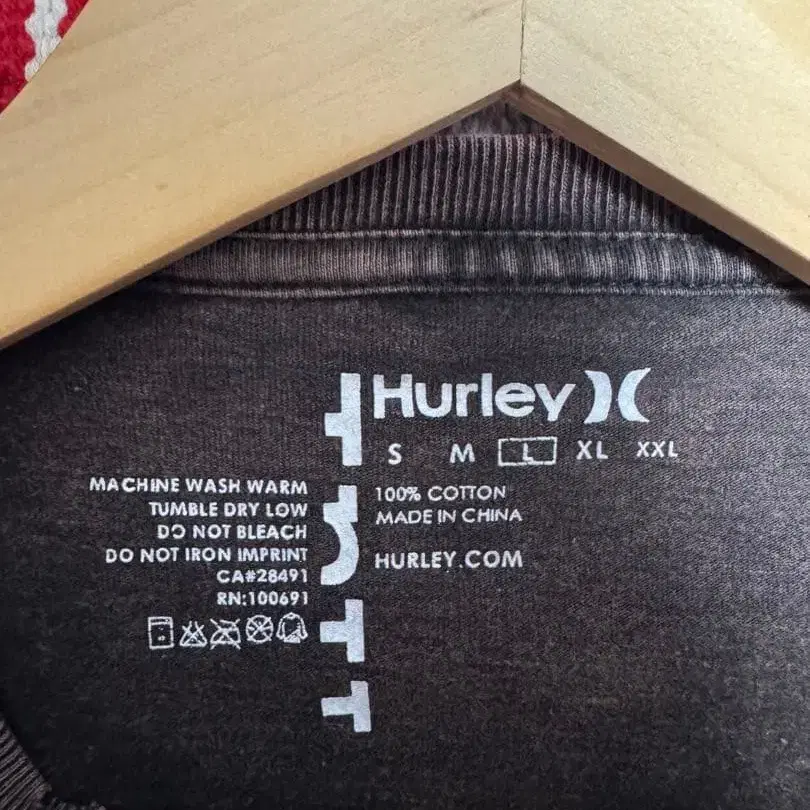 Hurley
S M L XL XXL
100% COTTON
MADE IN CHINA
HURLEY.COM
MACHINE WASH WARM
TUMBLE DRY LOW
DO NOT BLEACH
DO NOT IRON IMPRINT
CA#28491
RN:100691